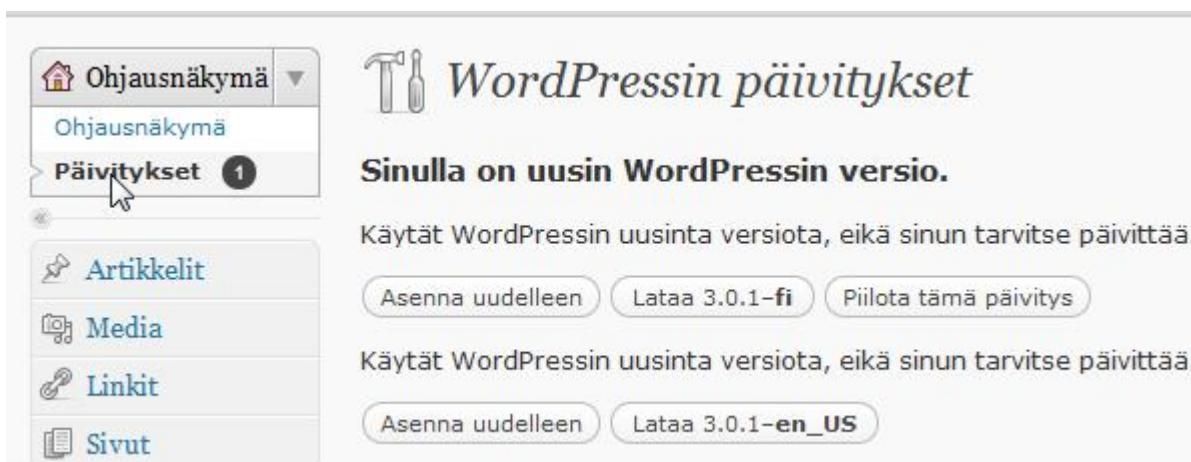 Ohjausnäkymä
Ohjausnäkymä
Päivitykset 1
Artikkelit
Media
Linkit
Sivut
WordPressin päivitykset
Sinulla on uusin WordPressin versio.
Käytät WordPressin uusinta versiota, eikä sinun tarvitse päivittää
Asenna uudelleen Lataa 3.0.1–fi Piilota tämä päivitys
Käytät WordPressin uusinta versiota, eikä sinun tarvitse päivittää
Asenna uudelleen Lataa 3.0.1–en_US